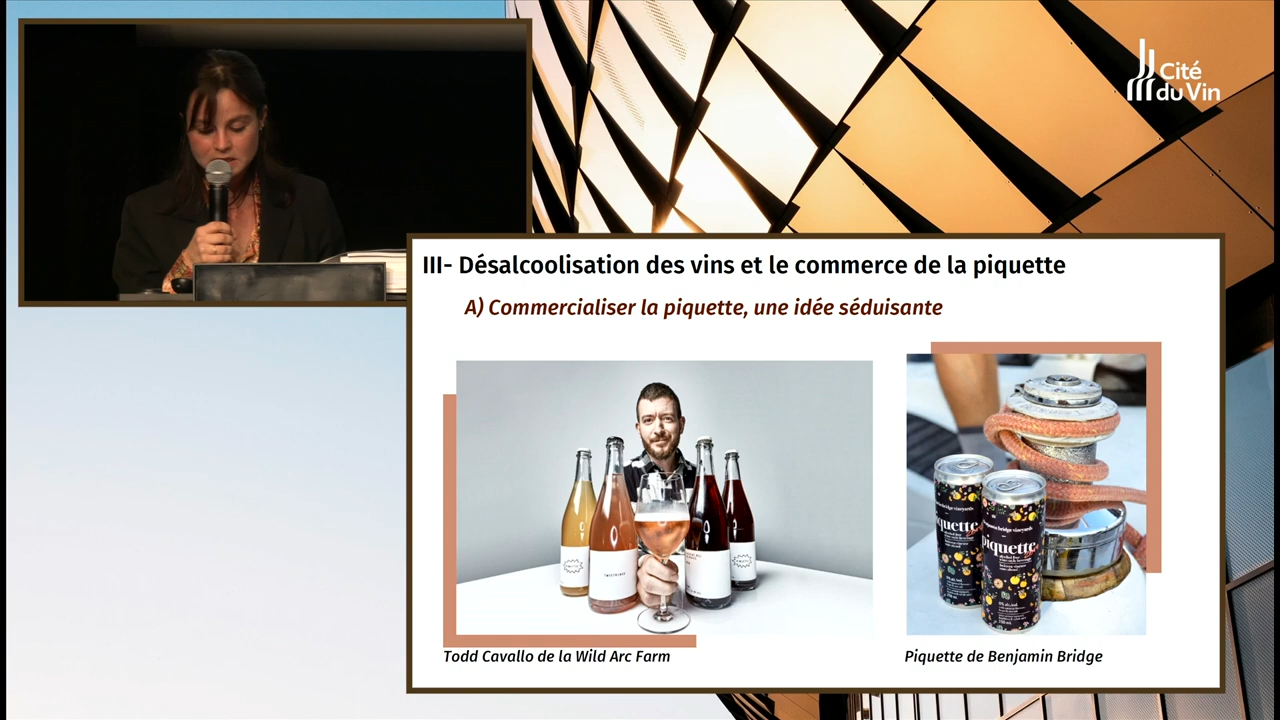 Cité
du Vin
III- Désalcoolisation des vins et le commerce de la piquette
A) Commercialiser la piquette, une idée séduisante
piquette
Todd Cavallo de la Wild Arc Farm
Piquette de Benjamin Bridge